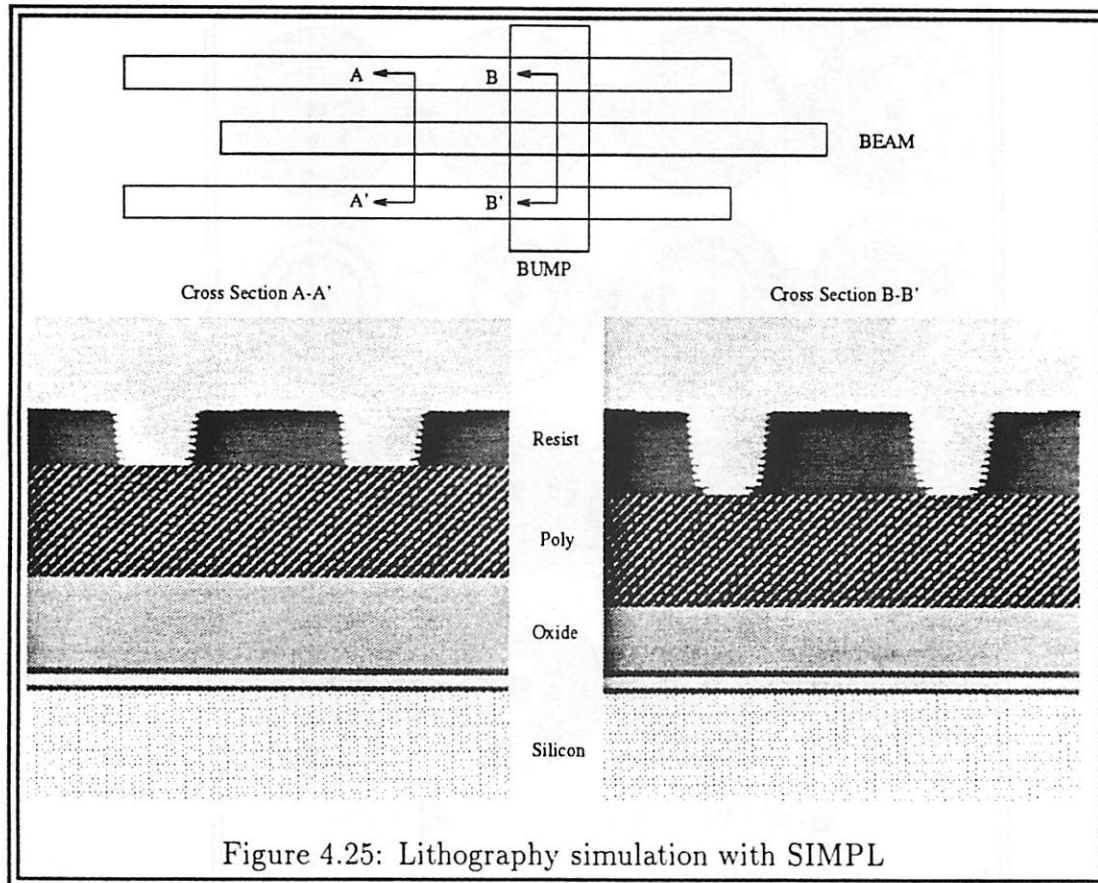 A
B
BEAM
A'
B'
BUMP
Cross Section A-A'
Cross Section B-B'
Resist
Poly
Oxide
Silicon
Figure 4.25: Lithography simulation with SIMPL